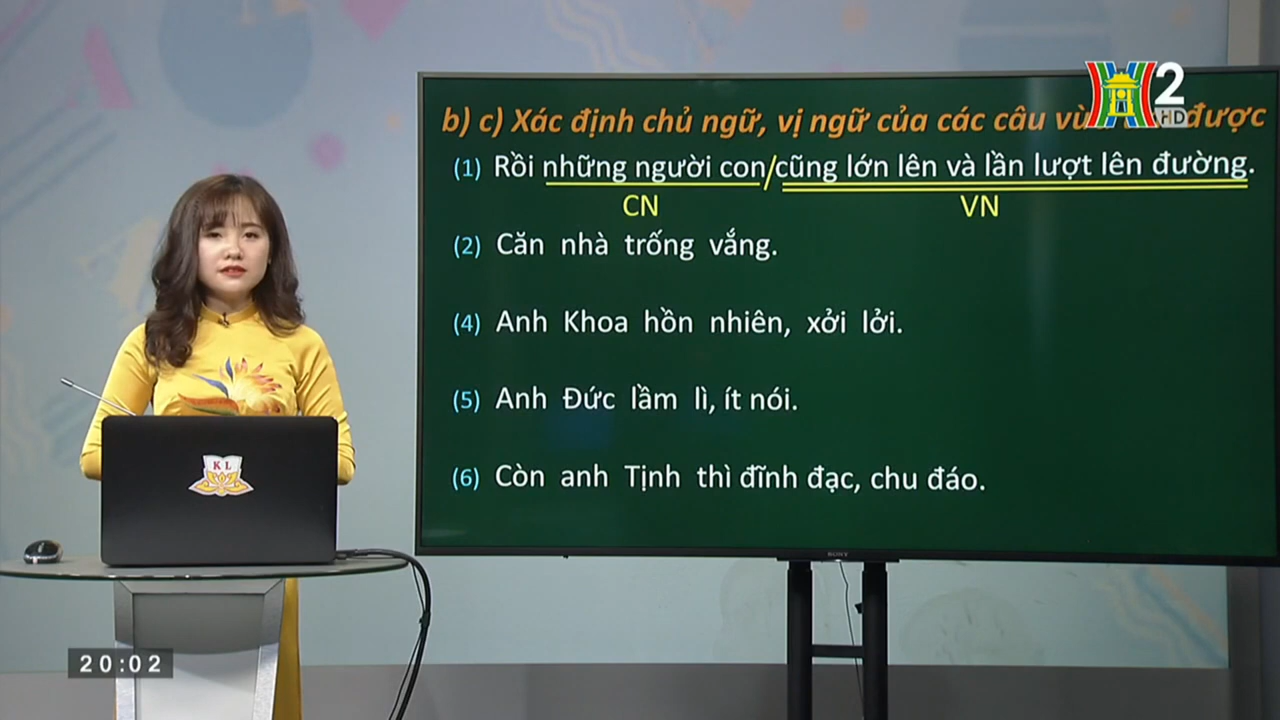 2
HD
b) c) Xác định chủ ngữ, vị ngữ của các câu được
(1) Rồi những người con/cũng lớn lên và lần lượt lên đường.
CN VN
(2) Căn nhà trống vắng.
(4) Anh Khoa hồn nhiên, xởi lởi.
(5) Anh Đức lầm lì, ít nói.
(6) Còn anh Tịnh thì đĩnh đạc, chu đáo.
SONY
K L
20:02